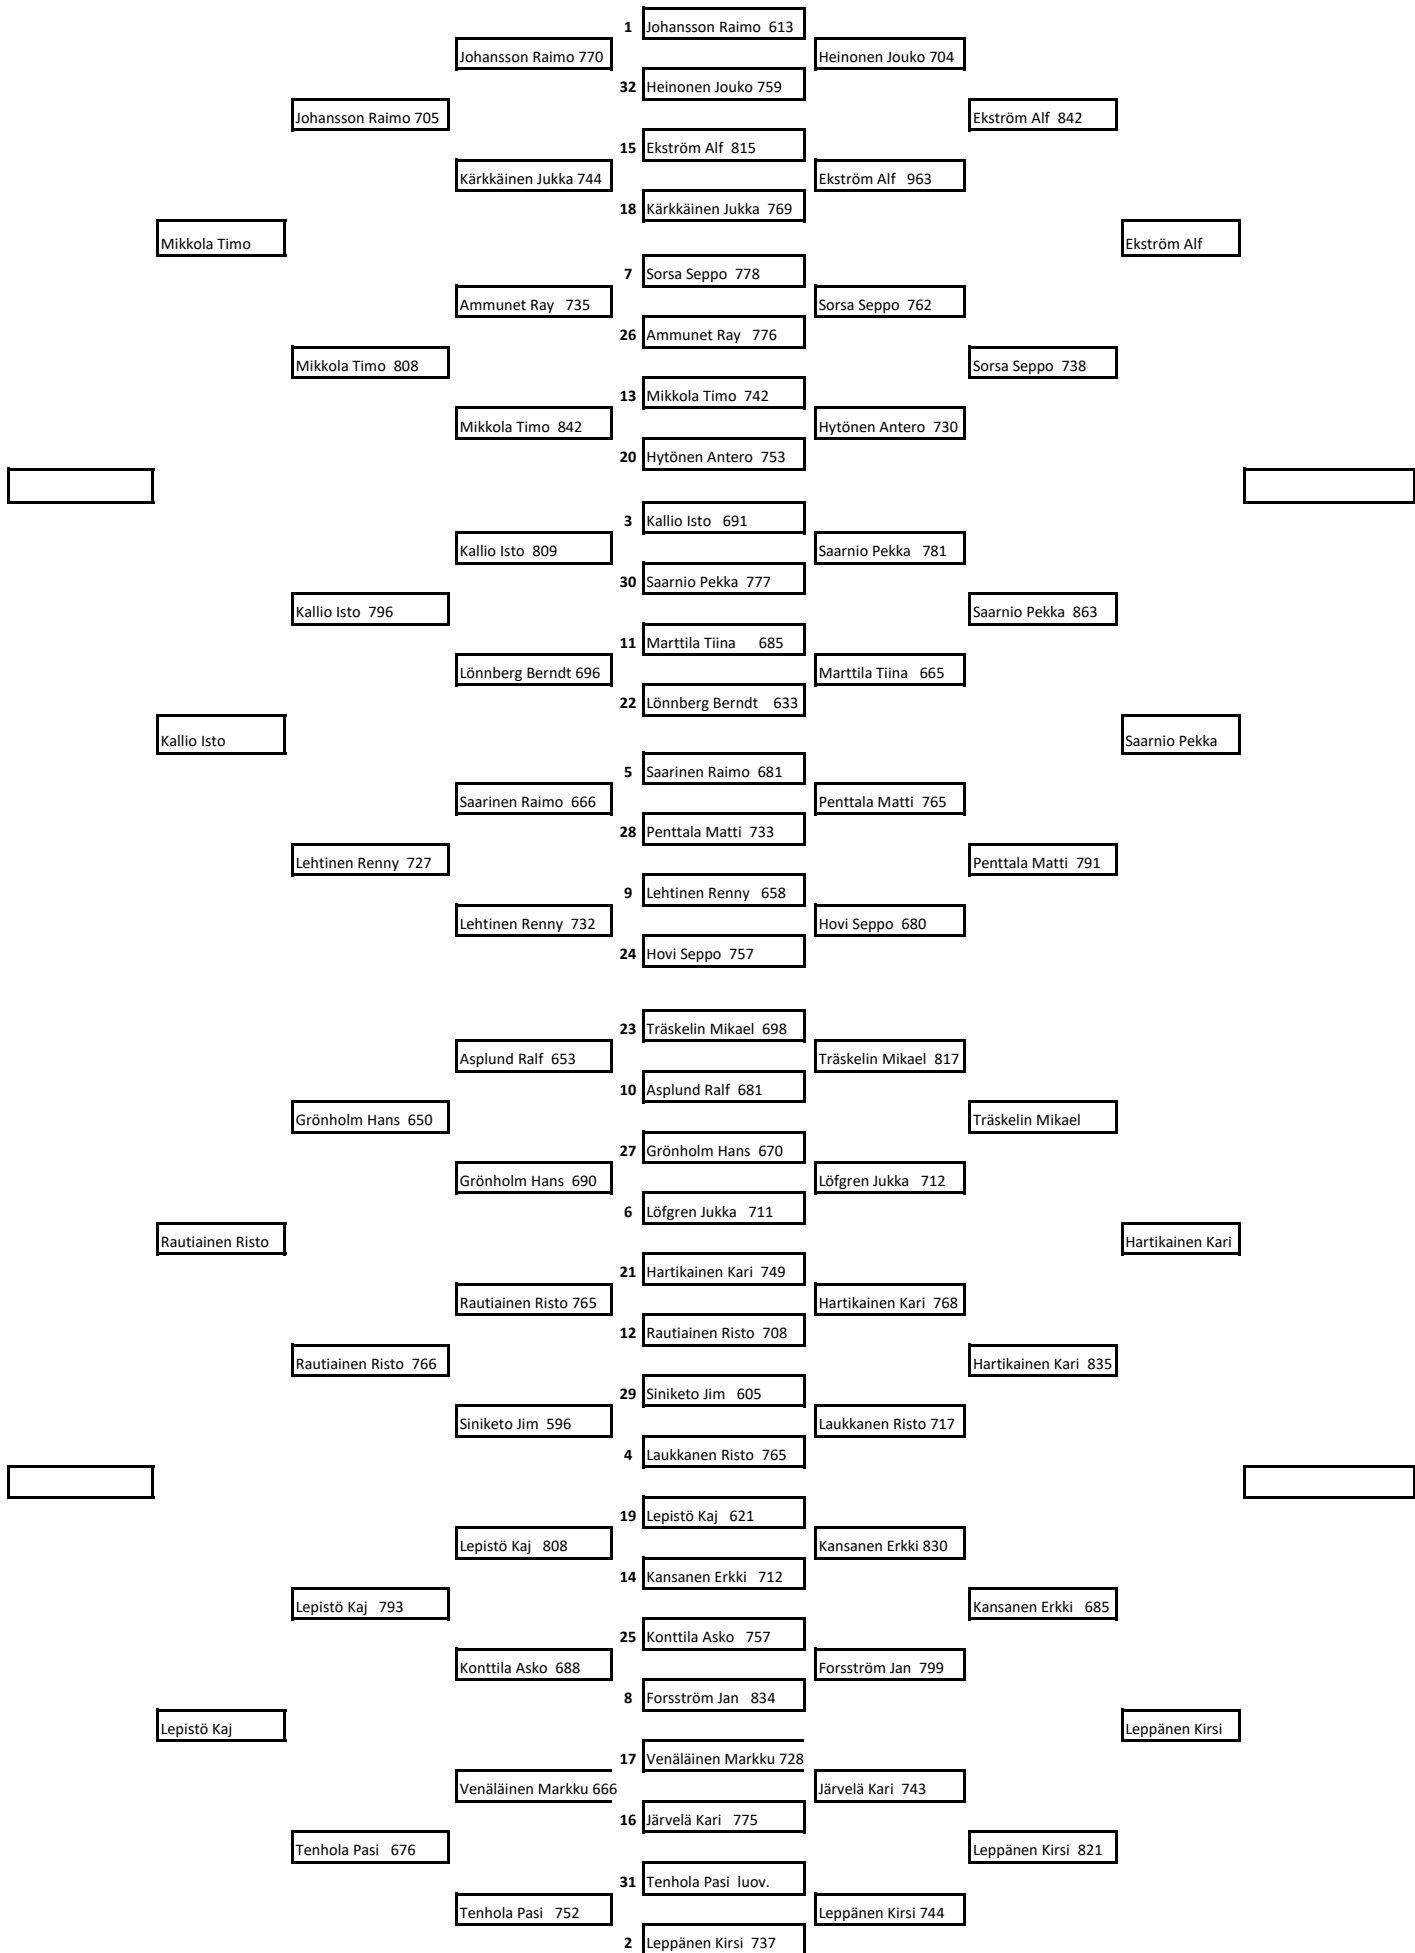 1 Johansson Raimo 613
Johansson Raimo 770 Heinonen Jouko 704
32 Heinonen Jouko 759
Johansson Raimo 705 Ekström Alf 842
15 Ekström Alf 815
Kärkkäinen Jukka 744 Ekström Alf 963
18 Kärkkäinen Jukka 769
Mikkola Timo Ekström Alf
7 Sorsa Seppo 778
Ammunet Ray 735 Sorsa Seppo 762
26 Ammunet Ray 776
Mikkola Timo 808 Sorsa Seppo 738
13 Mikkola Timo 742
Mikkola Timo 842 Hytönen Antero 730
20 Hytönen Antero 753
3 Kallio Isto 691
Kallio Isto 809 Saarnio Pekka 781
30 Saarnio Pekka 777
Kallio Isto 796 Saarnio Pekka 863
11 Marttila Tiina 685
Lönnberg Berndt 696 Marttila Tiina 665
22 Lönnberg Berndt 633
Kallio Isto Saarnio Pekka
5 Saarinen Raimo 681
Saarinen Raimo 666 Penttala Matti 765
28 Penttala Matti 733
Lehtinen Renny 727 Penttala Matti 791
9 Lehtinen Renny 658
Lehtinen Renny 732 Hovi Seppo 680
24 Hovi Seppo 757
23 Träskelin Mikael 698
Asplund Ralf 653 Träskelin Mikael 817
10 Asplund Ralf 681
Grönholm Hans 650 Träskelin Mikael
27 Grönholm Hans 670
Grönholm Hans 690 Löfgren Jukka 712
6 Löfgren Jukka 711
Rautiainen Risto Hartikainen Kari
21 Hartikainen Kari 749
Rautiainen Risto 765 Hartikainen Kari 768
12 Rautiainen Risto 708
Rautiainen Risto 766 Hartikainen Kari 835
29 Siniketo Jim 605
Siniketo Jim 596 Laukkanen Risto 717
4 Laukkanen Risto 765
19 Lepistö Kaj 621
Lepistö Kaj 808 Kansanen Erkki 830
14 Kansanen Erkki 712
Lepistö Kaj 793 Kansanen Erkki 685
25 Konttila Asko 757
Konttila Asko 688 Forsström Jan 799
8 Forsström Jan 834
Lepistö Kaj Leppänen Kirsi
17 Venäläinen Markku 728
Venäläinen Markku 666 Järvelä Kari 743
16 Järvelä Kari 775
Tenhola Pasi 676 Leppänen Kirsi 821
31 Tenhola Pasi luov.
Tenhola Pasi 752 Leppänen Kirsi 744
2 Leppänen Kirsi 737